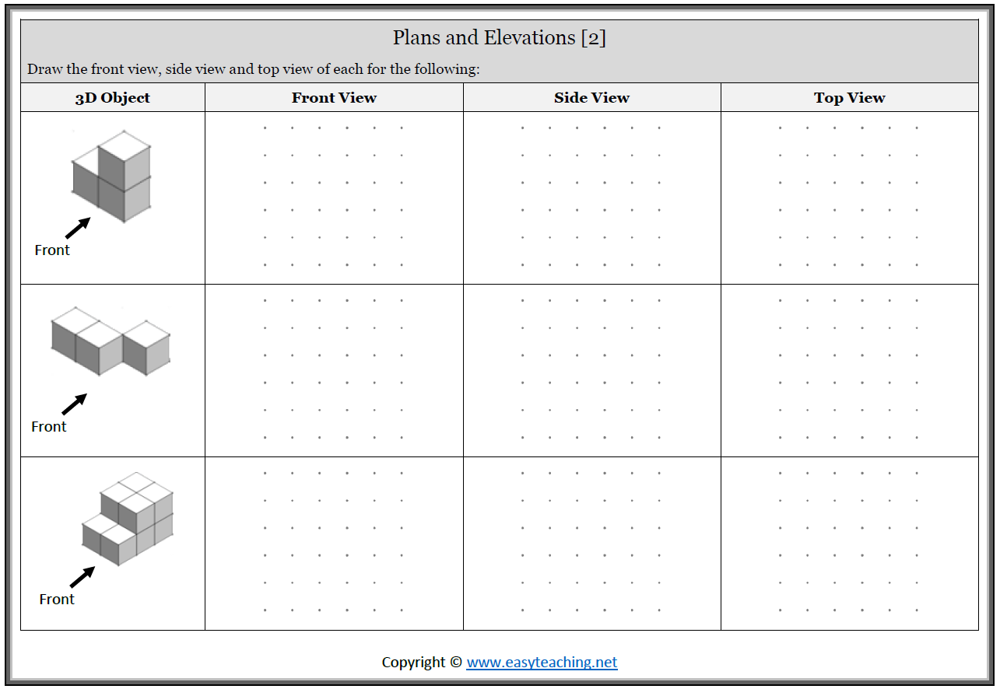 Plans and Elevations [2]
Draw the front view, side view and top view of each for the following:
3D Object Front View Side View Top View
Front
Front
Front
Copyright © www.easyteaching.net